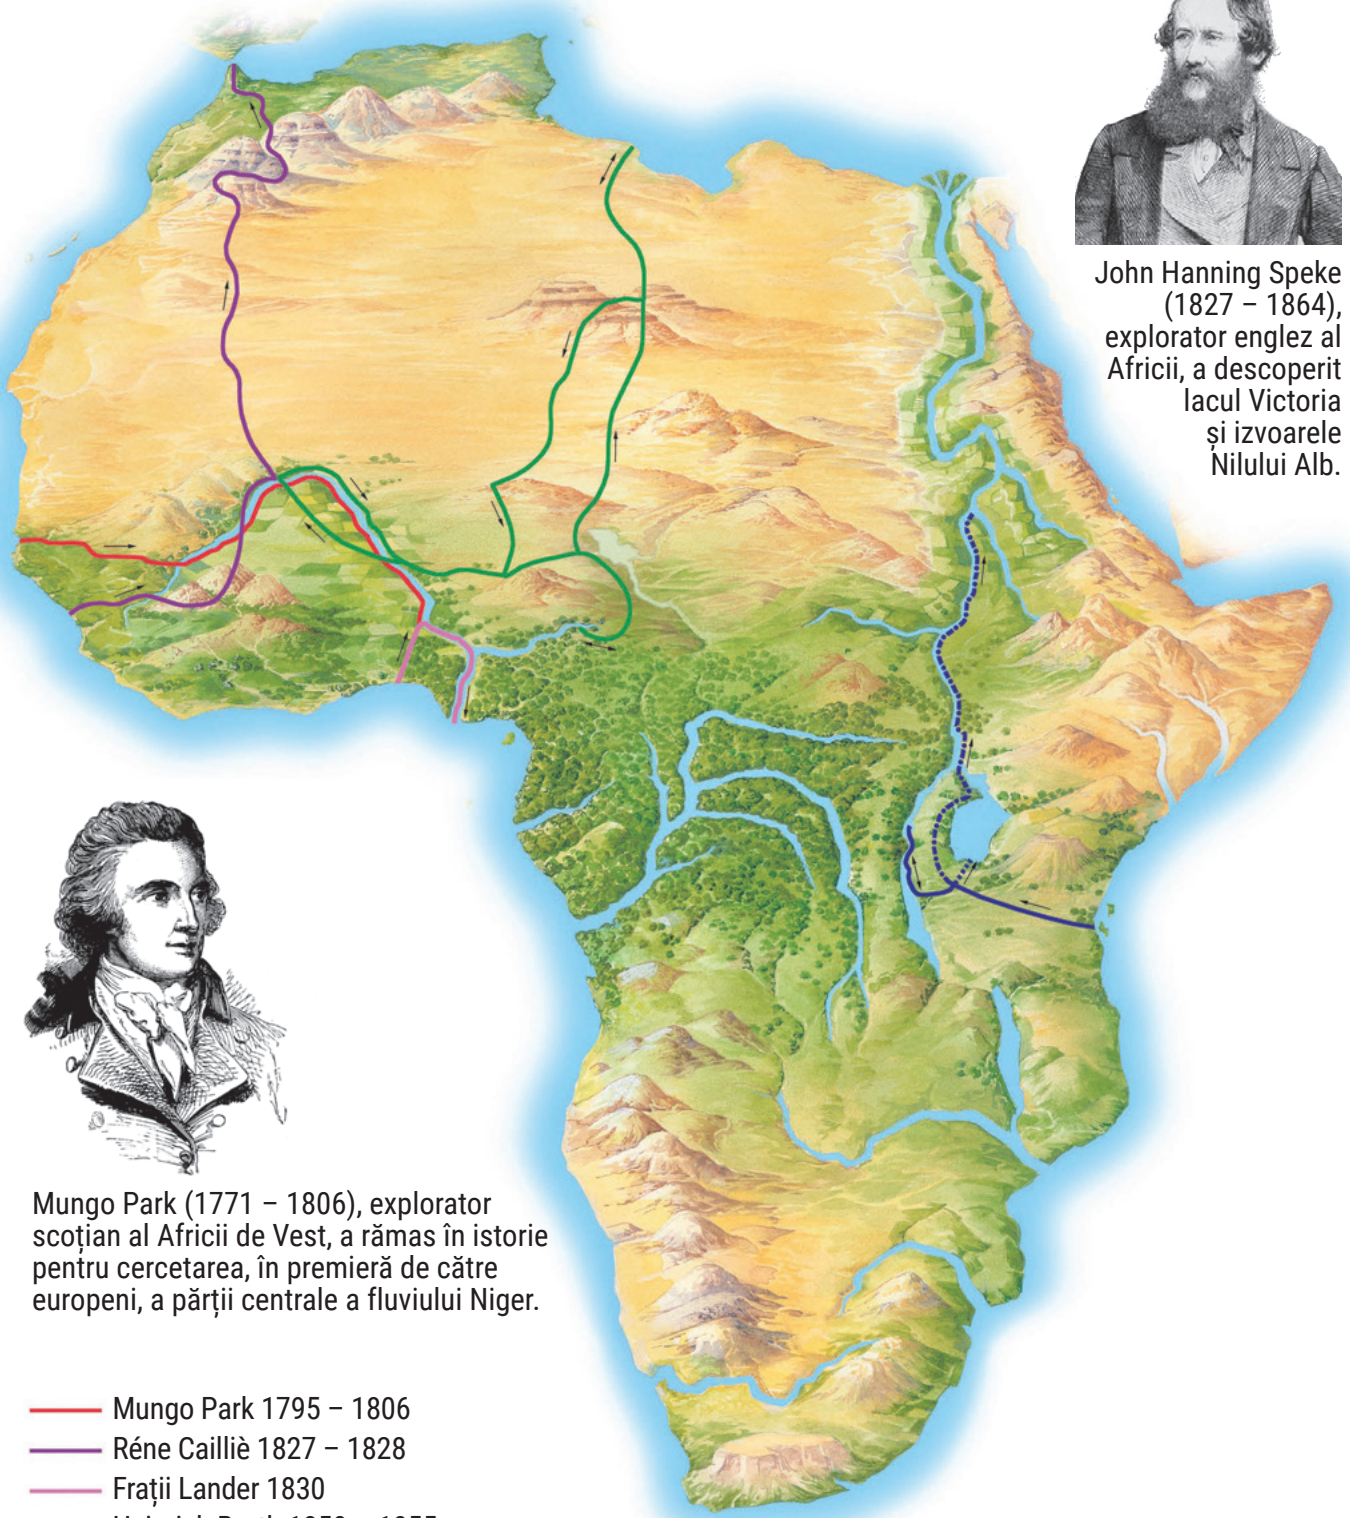 John Hanning Speke
(1827 – 1864),
explorator englez al
Africii, a descoperit
lacul Victoria
și izvoarele
Nilului Alb.
Mungo Park (1771 – 1806), explorator
scoțian al Africii de Vest, a rămas în istorie
pentru cercetarea, în premieră de către
europeni, a părții centrale a fluviului Niger.
Mungo Park 1795 – 1806
Réne Cailliè 1827 – 1828
Frații Lander 1830